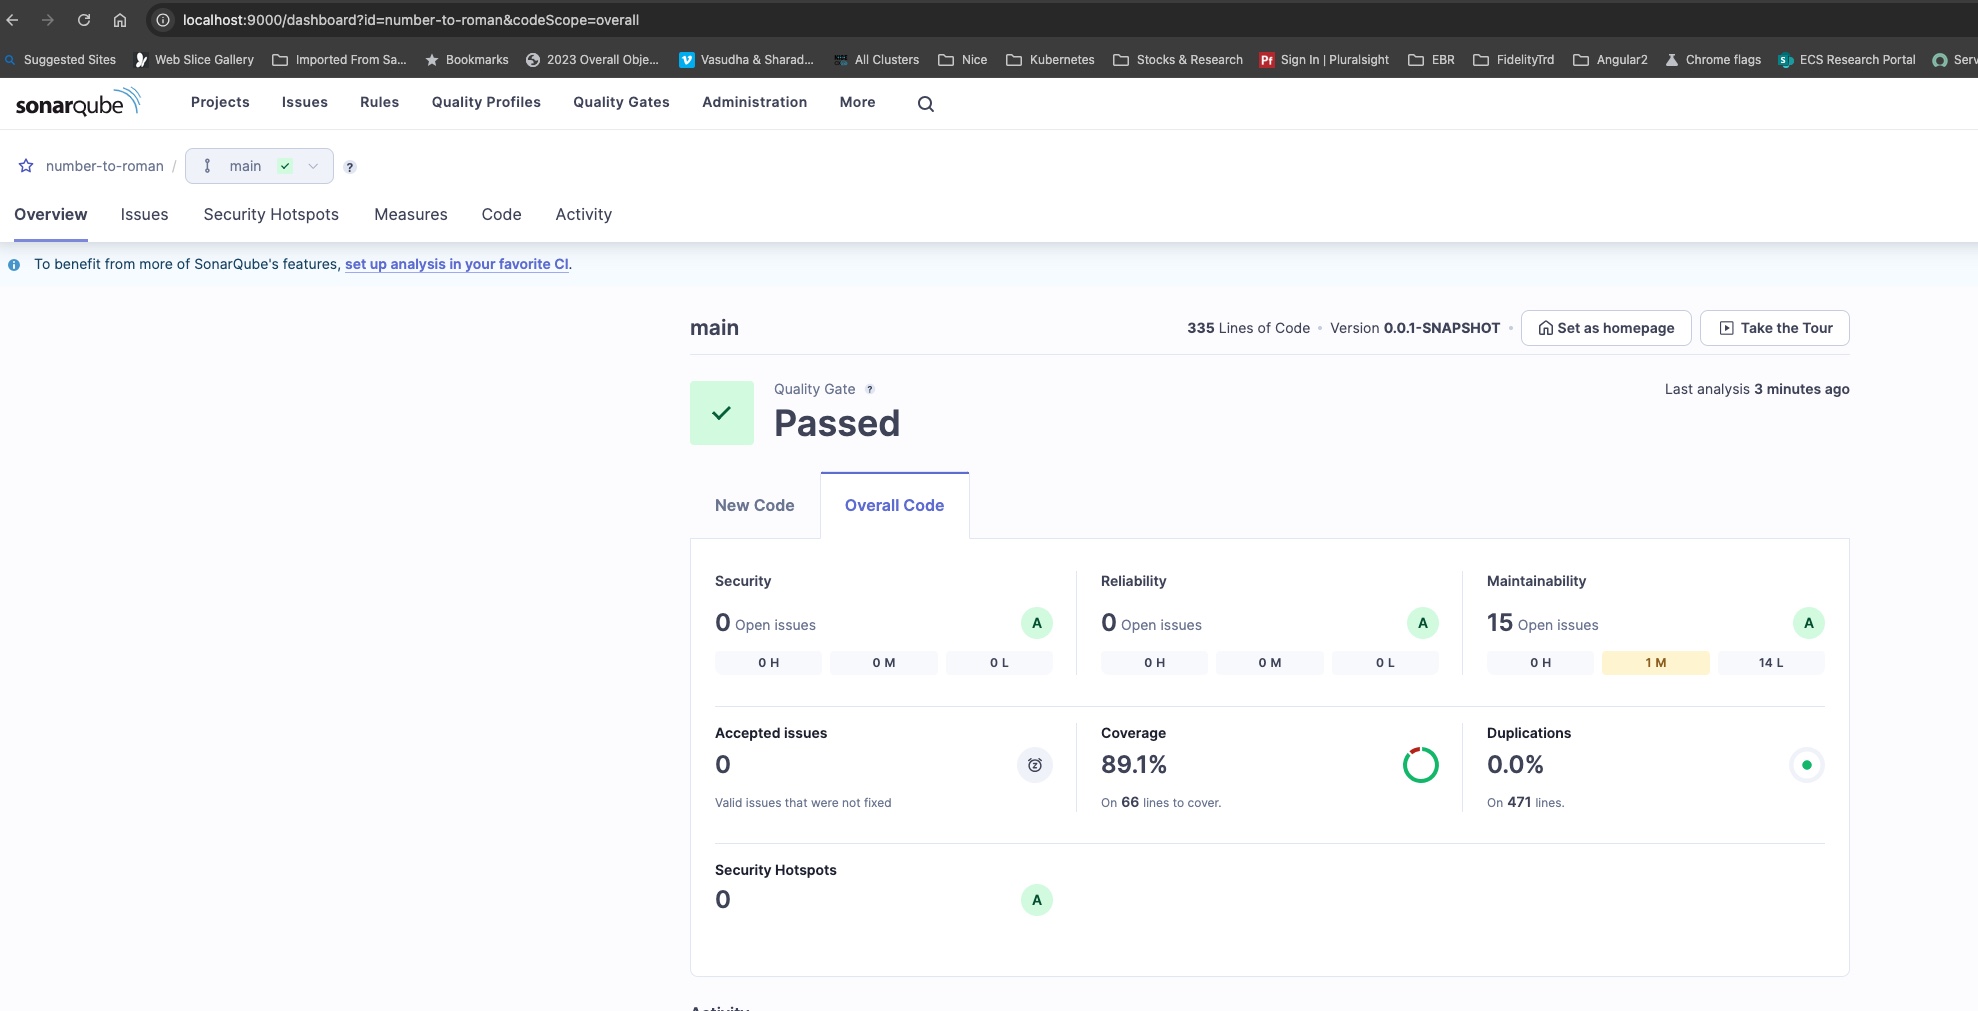 localhost:9000/dashboard?id=number-to-roman&codeScope=overall
Suggested Sites Web Slice Gallery Imported From Sa... Bookmarks 2023 Overall Obje... Vasudha & Sharad... All Clusters Nice Kubernetes Stocks & Research Sign In | Pluralsight EBR FidelityTrd Angular2 Chrome flags ECS Research Portal Serv
sonarqube Projects Issues Rules Quality Profiles Quality Gates Administration More
number-to-roman / main ?
Overview Issues Security Hotspots Measures Code Activity
To benefit from more of SonarQube's features, set up analysis in your favorite CI.
main 335 Lines of Code • Version 0.0.1-SNAPSHOT • Set as homepage Take the Tour
Quality Gate ? Last analysis 3 minutes ago
Passed
New Code Overall Code
Security Reliability Maintainability
0 Open issues A 0 Open issues A 15 Open issues A
0 H 0 M 0 L 0 H 0 M 0 L 0 H 1 M 14 L
Accepted issues Coverage Duplications
0 89.1% 0.0%
Valid issues that were not fixed On 66 lines to cover. On 471 lines.
Security Hotspots
0 A